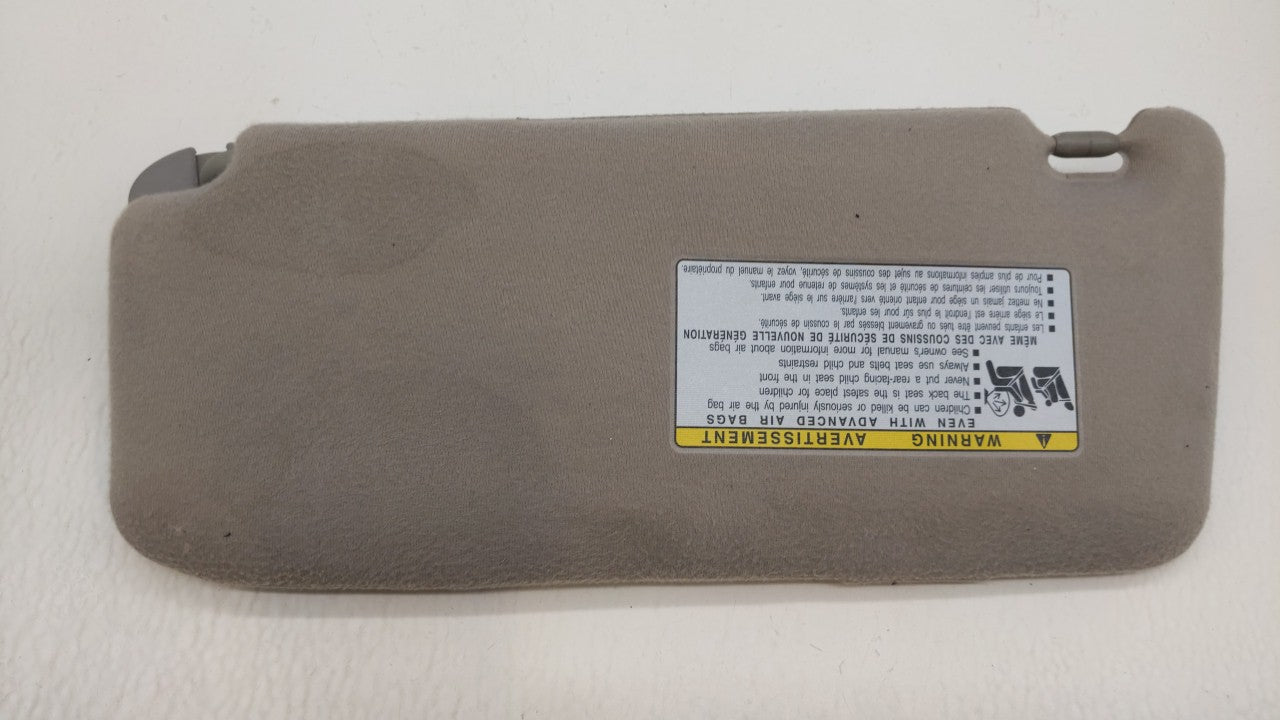 WARNING AVERTISSEMENT
EVEN WITH ADVANCED AIR BAGS
■ Children can be killed or seriously injured by the air bag
■ The back seat is the safest place for children
■ Never put a rear-facing child seat in the front
■ Always use seat belts and child restraints
■ See owner's manual for more information about air bags
MÊME AVEC DES COUSSINS DE SÉCURITÉ DE NOUVELLE GÉNÉRATION
■ Les enfants peuvent être tués ou gravement blessés par le coussin de sécurité.
■ Le siège arrière est l'endroit le plus sûr pour les enfants.
■ Ne mettez jamais un siège pour enfant orienté vers l'arrière sur le siège avant.
■ Toujours utiliser les ceintures de sécurité et les systèmes de retenue pour enfants.
■ Pour de plus amples informations au sujet des coussins de sécurité, voyez le manuel du propriétaire.